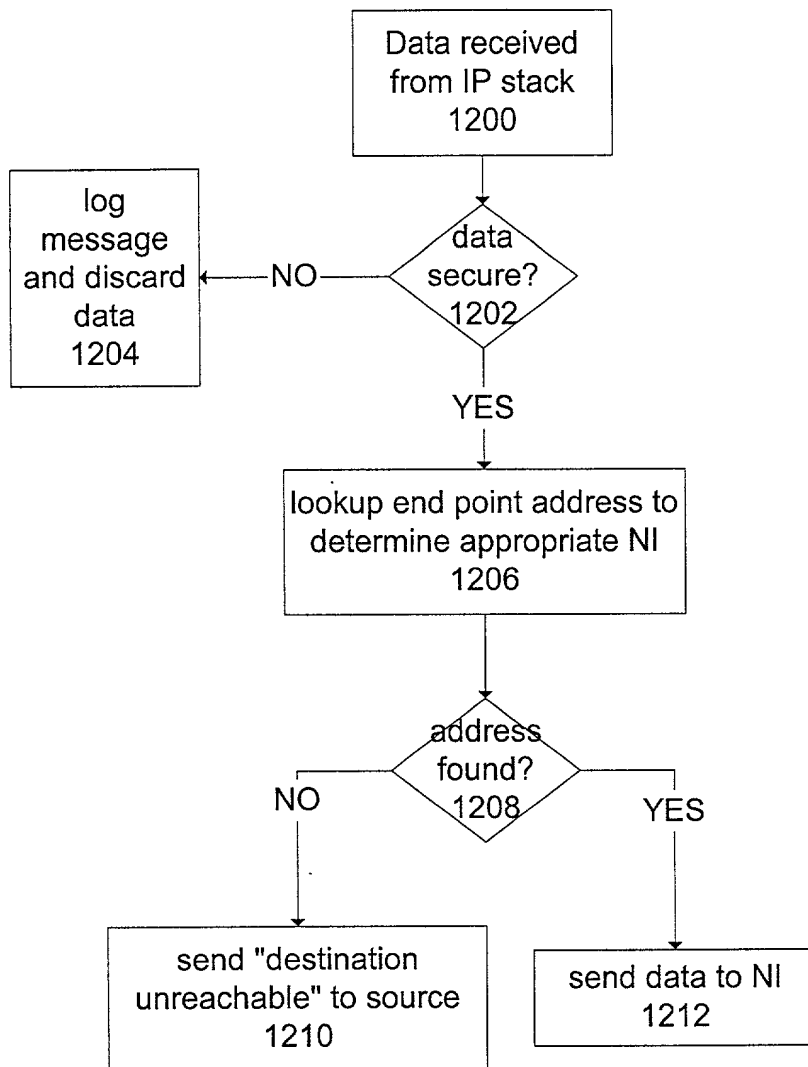 Data received
from IP stack
1200
log
message
and discard
data
1204
NO
data
secure?
1202
YES
lookup end point address to
determine appropriate NI
1206
address
found?
1208
NO
YES
send "destination
unreachable" to source
1210
send data to NI
1212